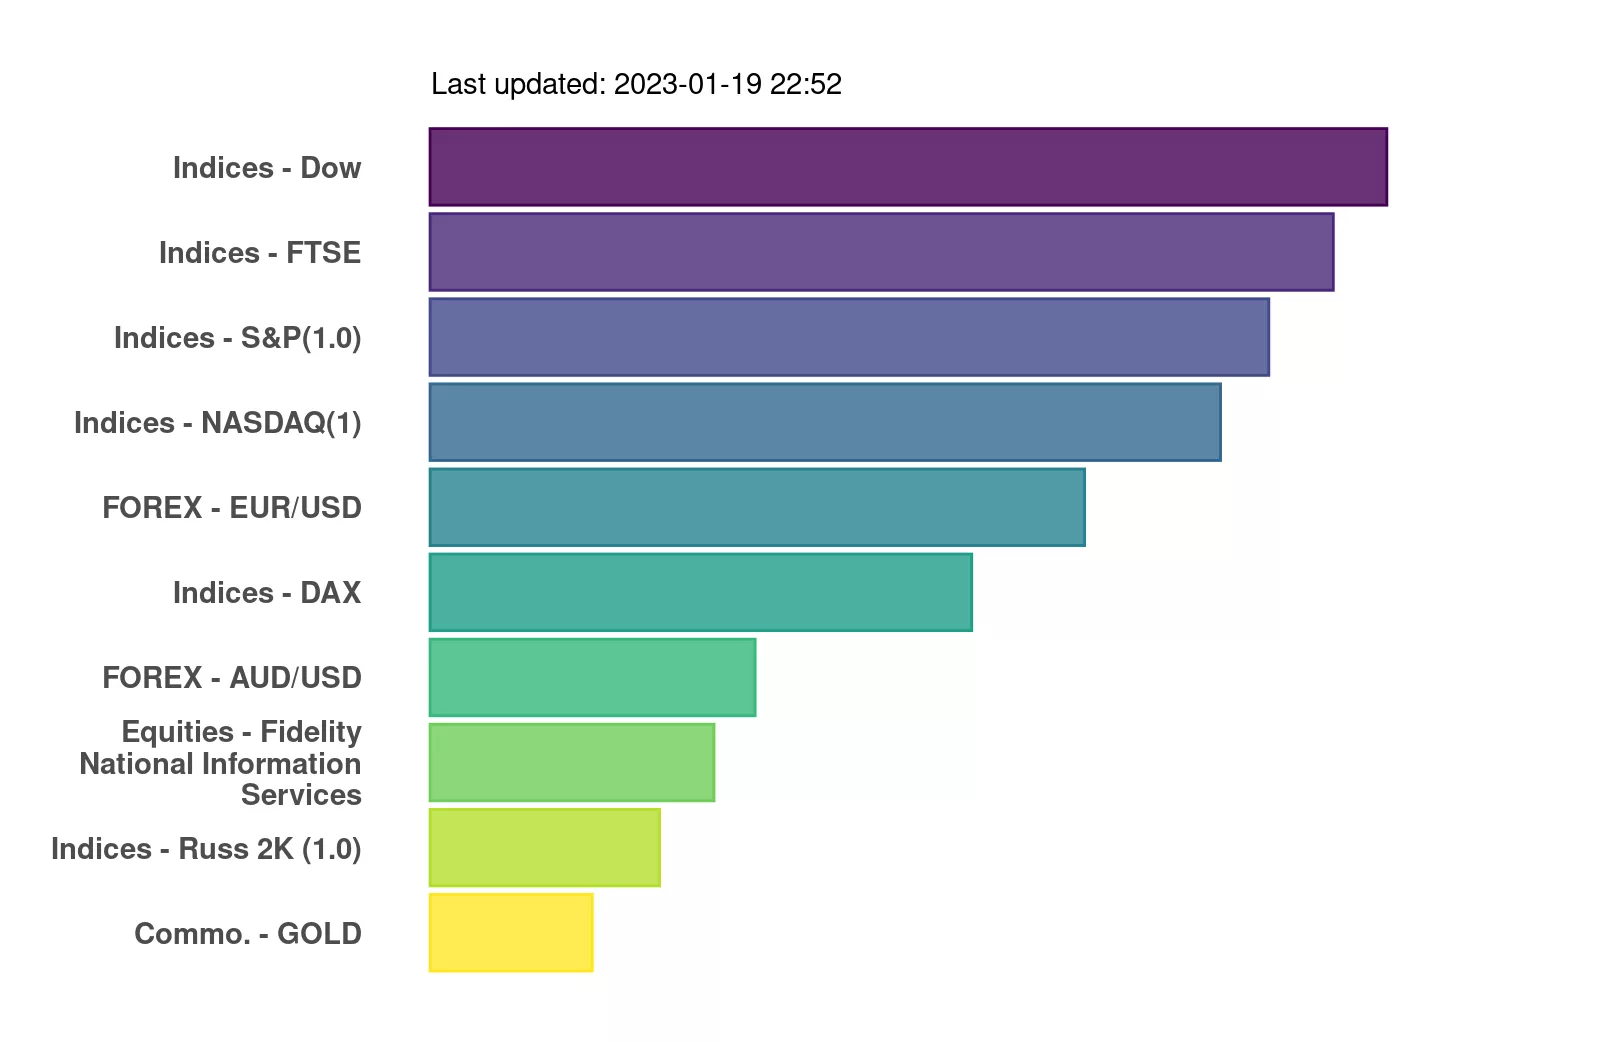 Last updated: 2023-01-19 22:52
Indices - Dow
Indices - FTSE
Indices - S&P(1.0)
Indices - NASDAQ(1)
FOREX - EUR/USD
Indices - DAX
FOREX - AUD/USD
Equities - Fidelity
National Information
Services
Indices - Russ 2K (1.0)
Commo. - GOLD